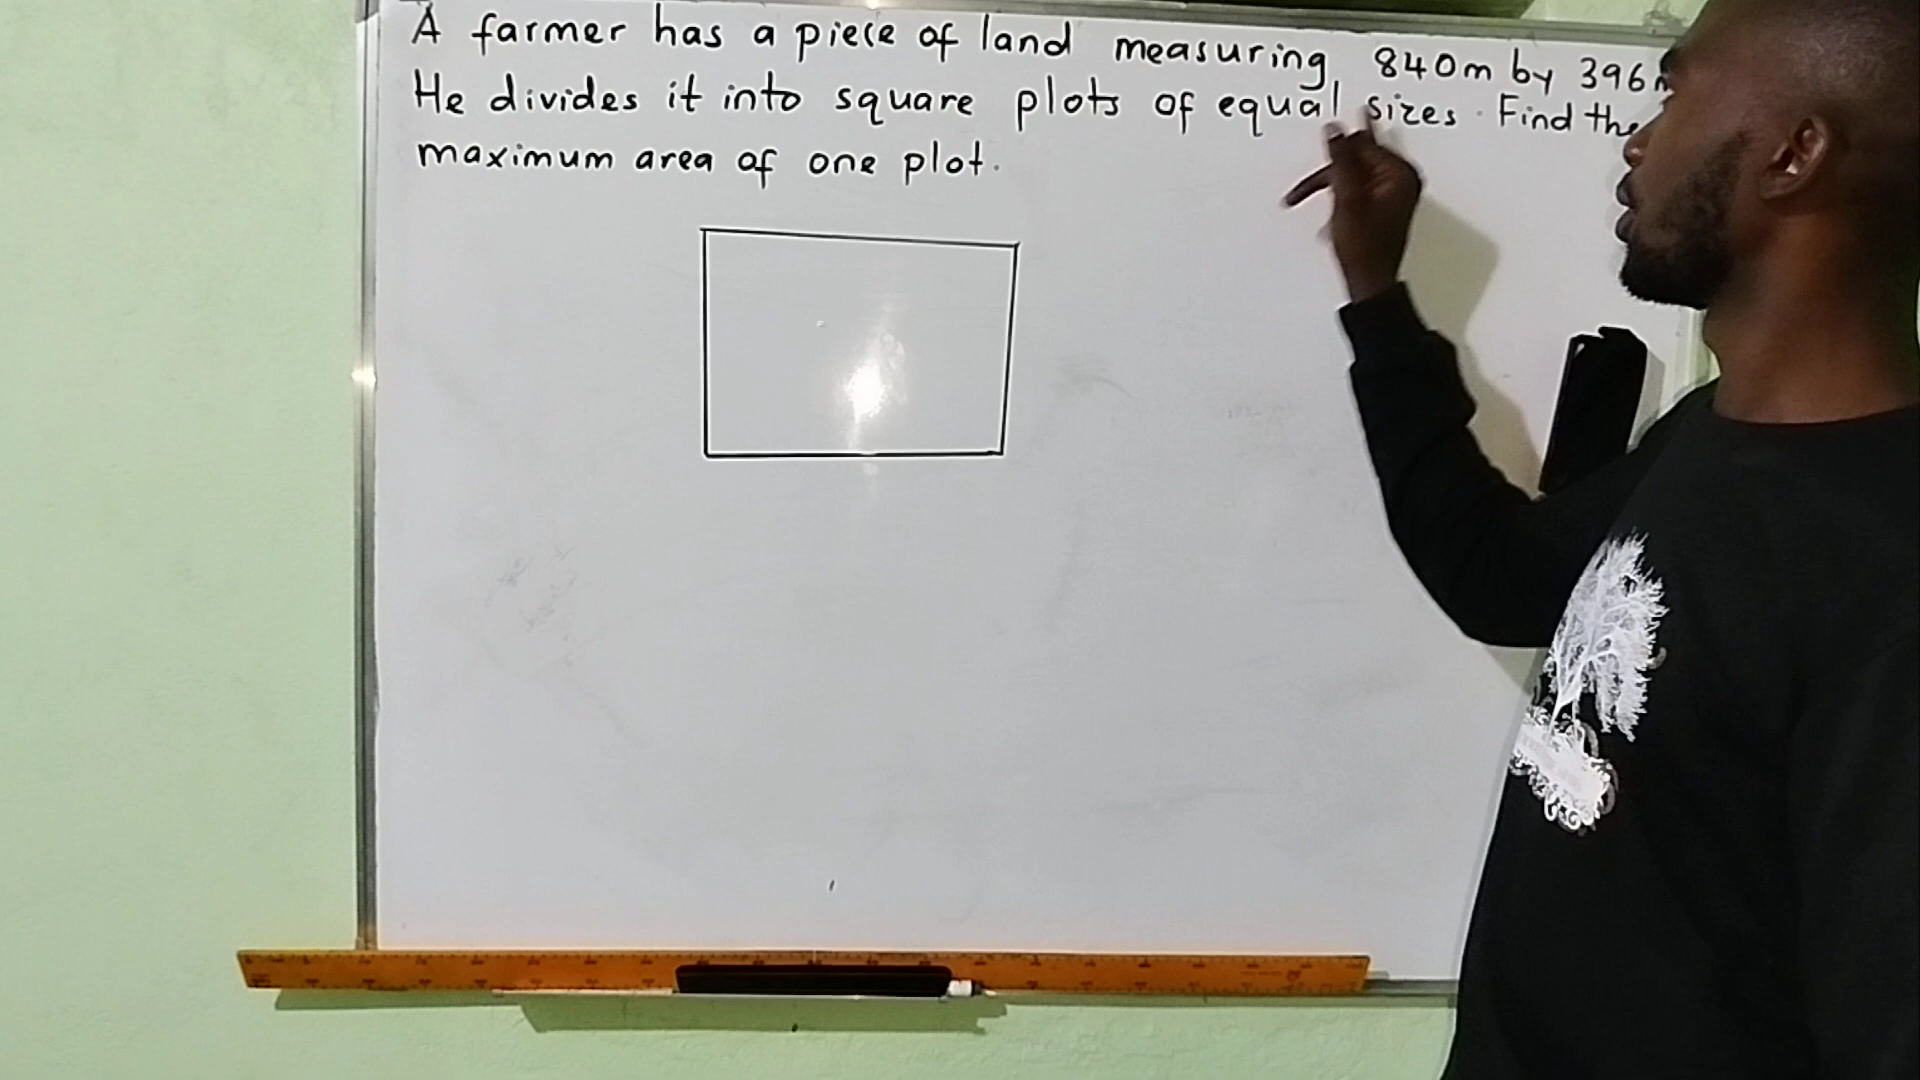 A farmer has a piece of land measuring 840m by 396m
He divides it into square plots of equal sizes. Find the
maximum area of one plot.